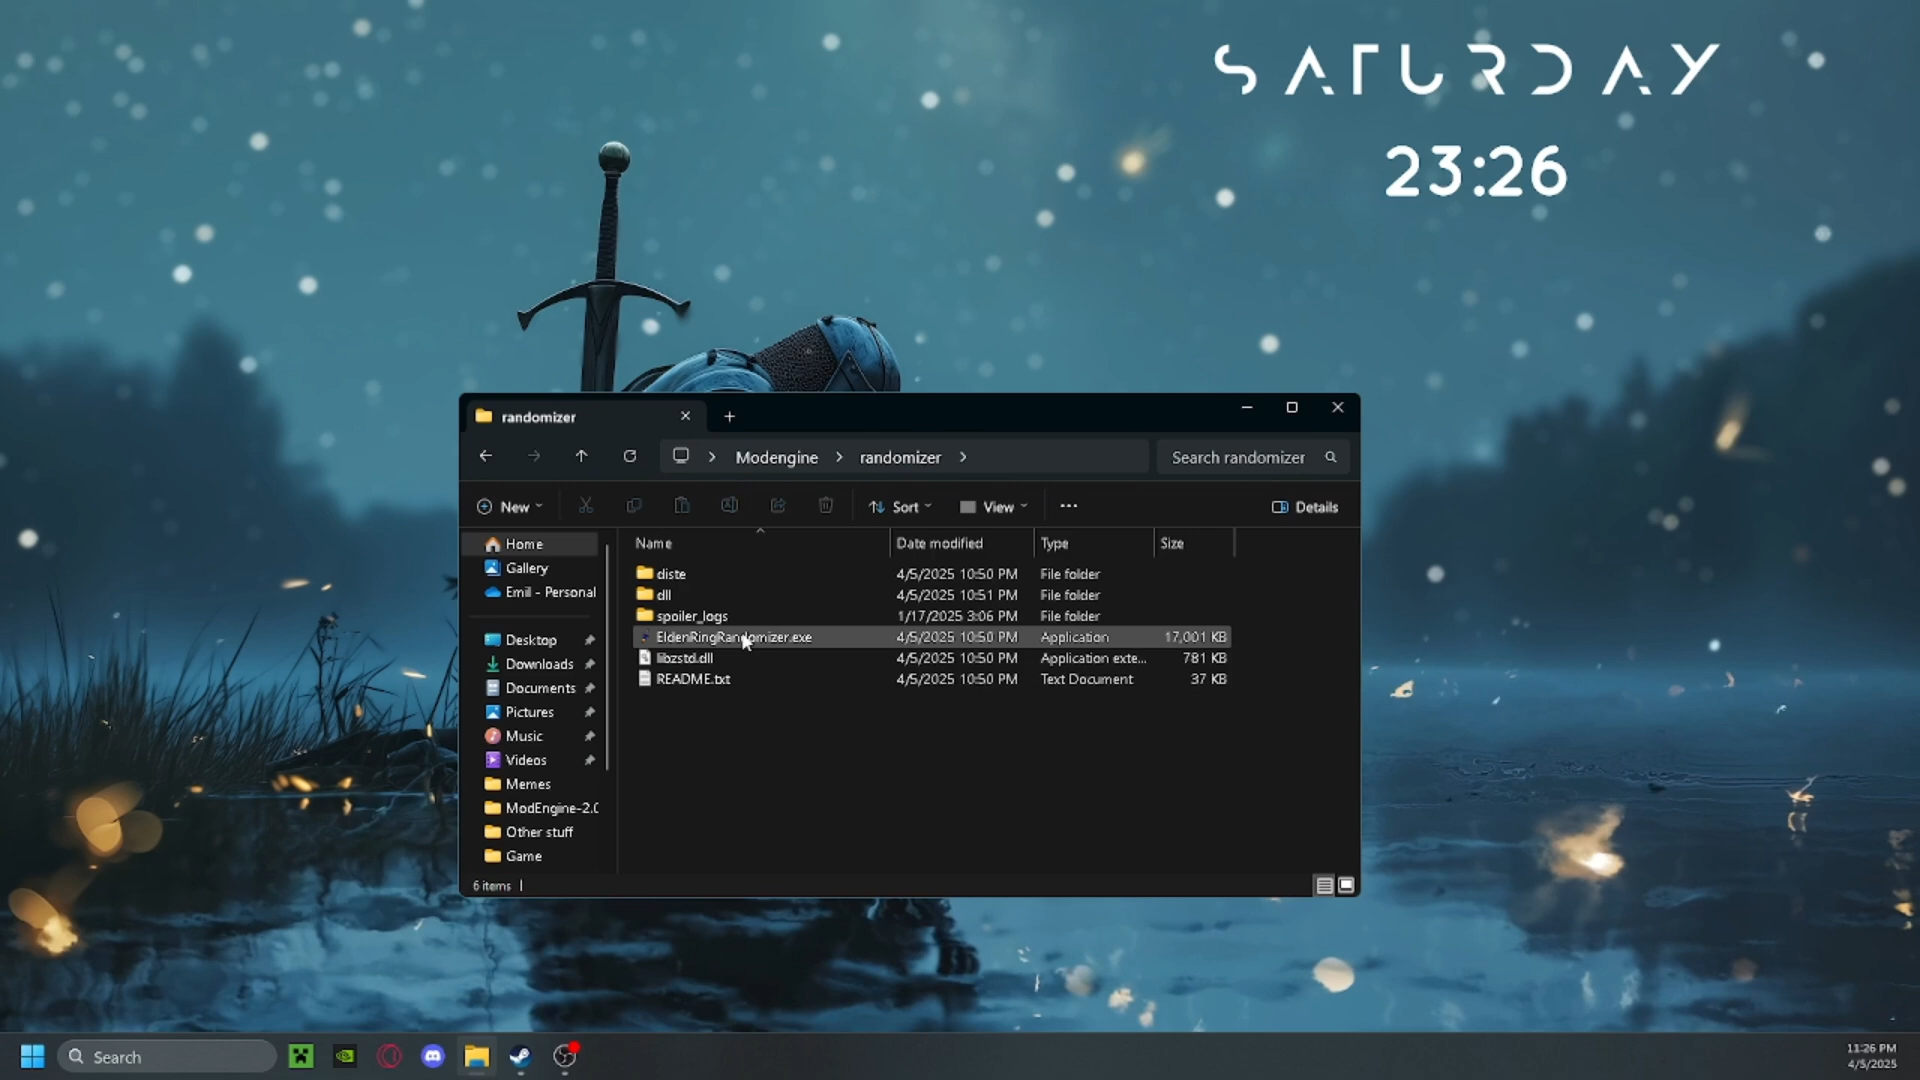 SATURDAY
23:26
randomizer
Modengine
randomizer
Search randomizer
New
Sort
View
Details
Name
Date modified
Type
Size
Home
Gallery
Emil - Personal
Desktop
Downloads
Documents
Pictures
Music
Videos
Memes
ModEngine-2.0
Other stuff
Game
diste 4/5/2025 10:50 PM File folder
dll 4/5/2025 10:51 PM File folder
spoiler_logs 1/17/2025 3:06 PM File folder
EldenRingRandomizer.exe 4/5/2025 10:50 PM Application 17,001 KB
libzstd.dll 4/5/2025 10:50 PM Application exte... 781 KB
README.txt 4/5/2025 10:50 PM Text Document 37 KB
6 items
Search
11:26 PM
4/5/2025